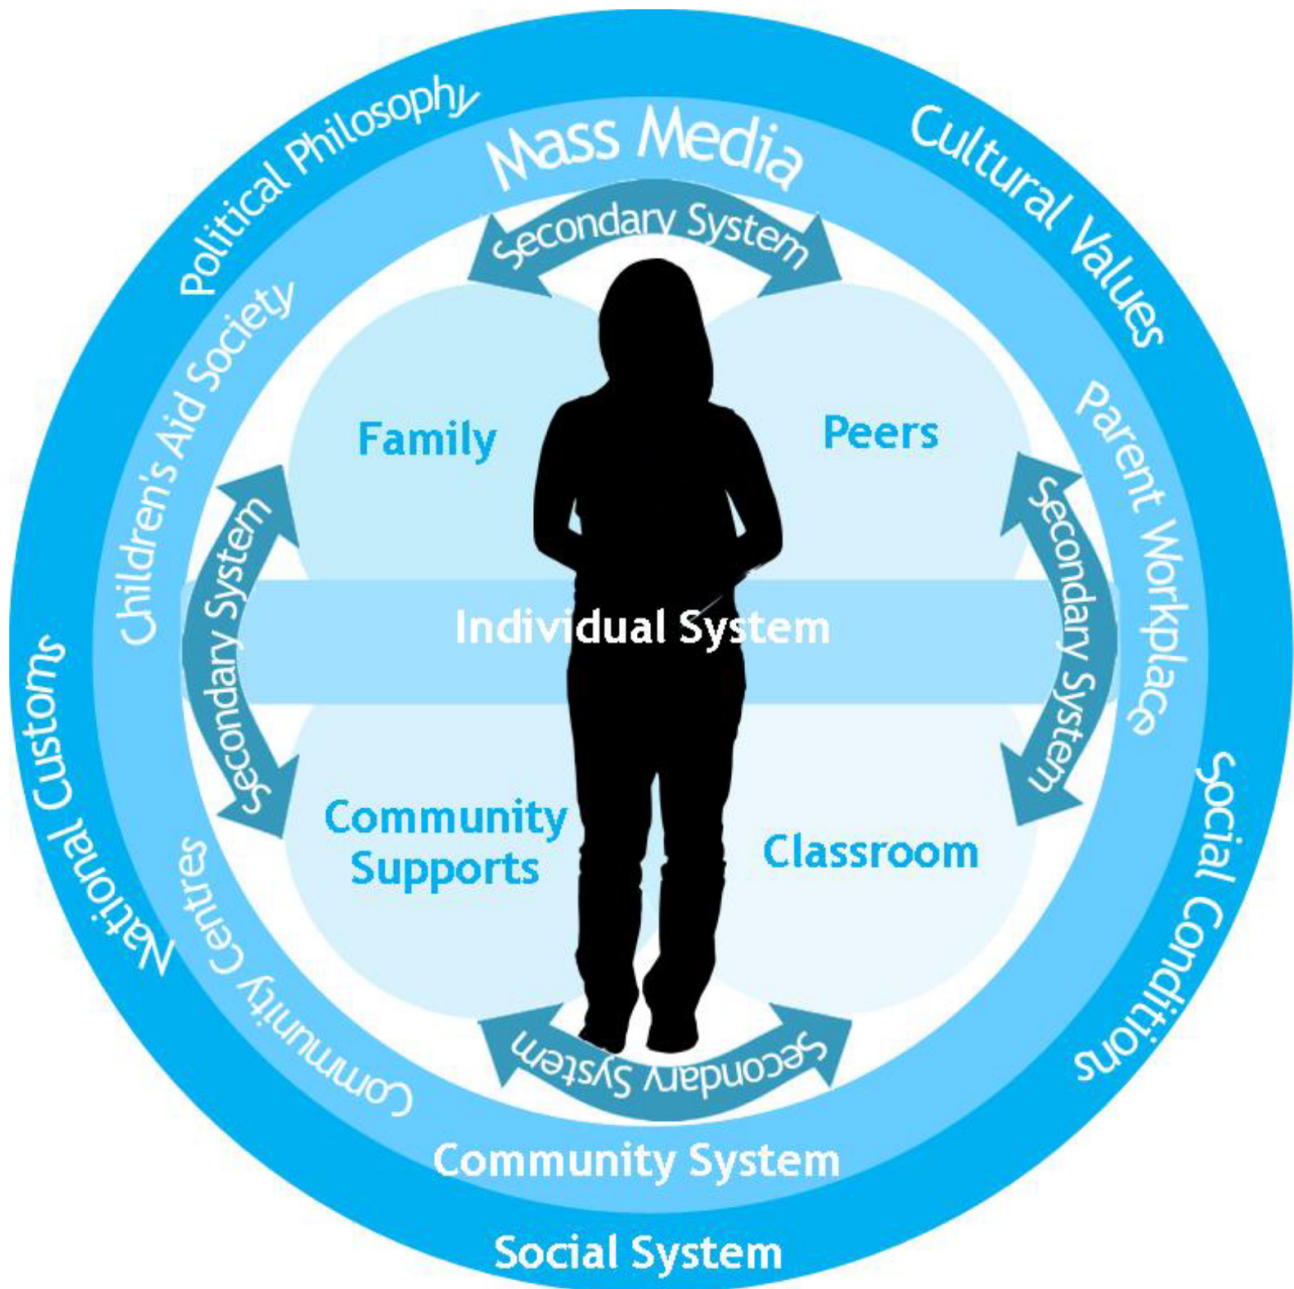 Political Philosophy
Cultural Values
Mass Media
Secondary System
Children's Aid Society
Parent Workplace
Family
Peers
Secondary System
Secondary System
Individual System
National Customs
Social Conditions
Community
Supports
Classroom
Community Centres
Secondary System
Community System
Social System